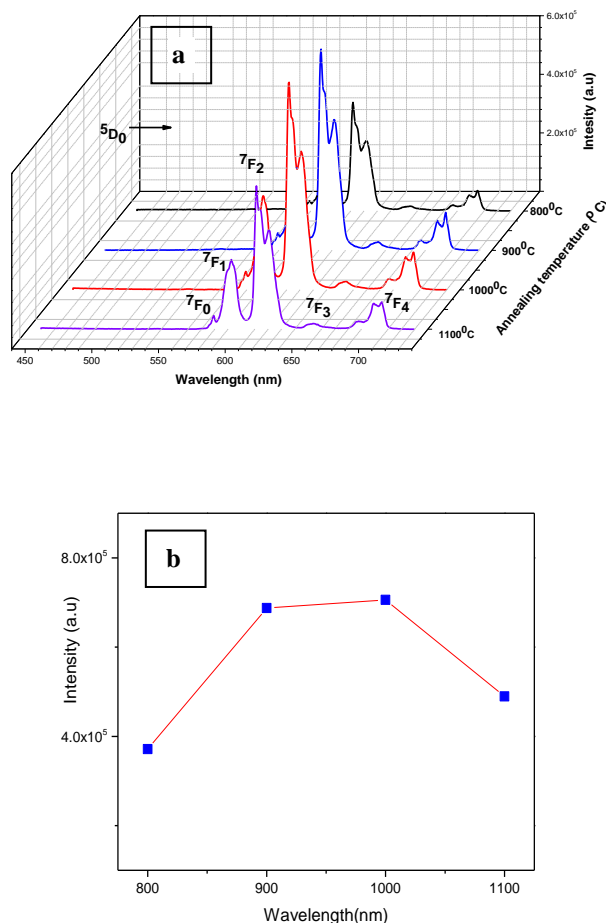 a
6.0x10⁵
4.0x10⁵
2.0x10⁵
Intesity (a.u)
⁵D₀
⁷F₂
⁷F₁
⁷F₀
⁷F₃
⁷F₄
800⁰C
900⁰C
1000⁰C
1100⁰C
Annealing temperature (⁰C)
450 500 550 600 650 700
Wavelength (nm)
b
8.0x10⁵
4.0x10⁵
Intensity (a.u)
800 900 1000 1100
Wavelength(nm)